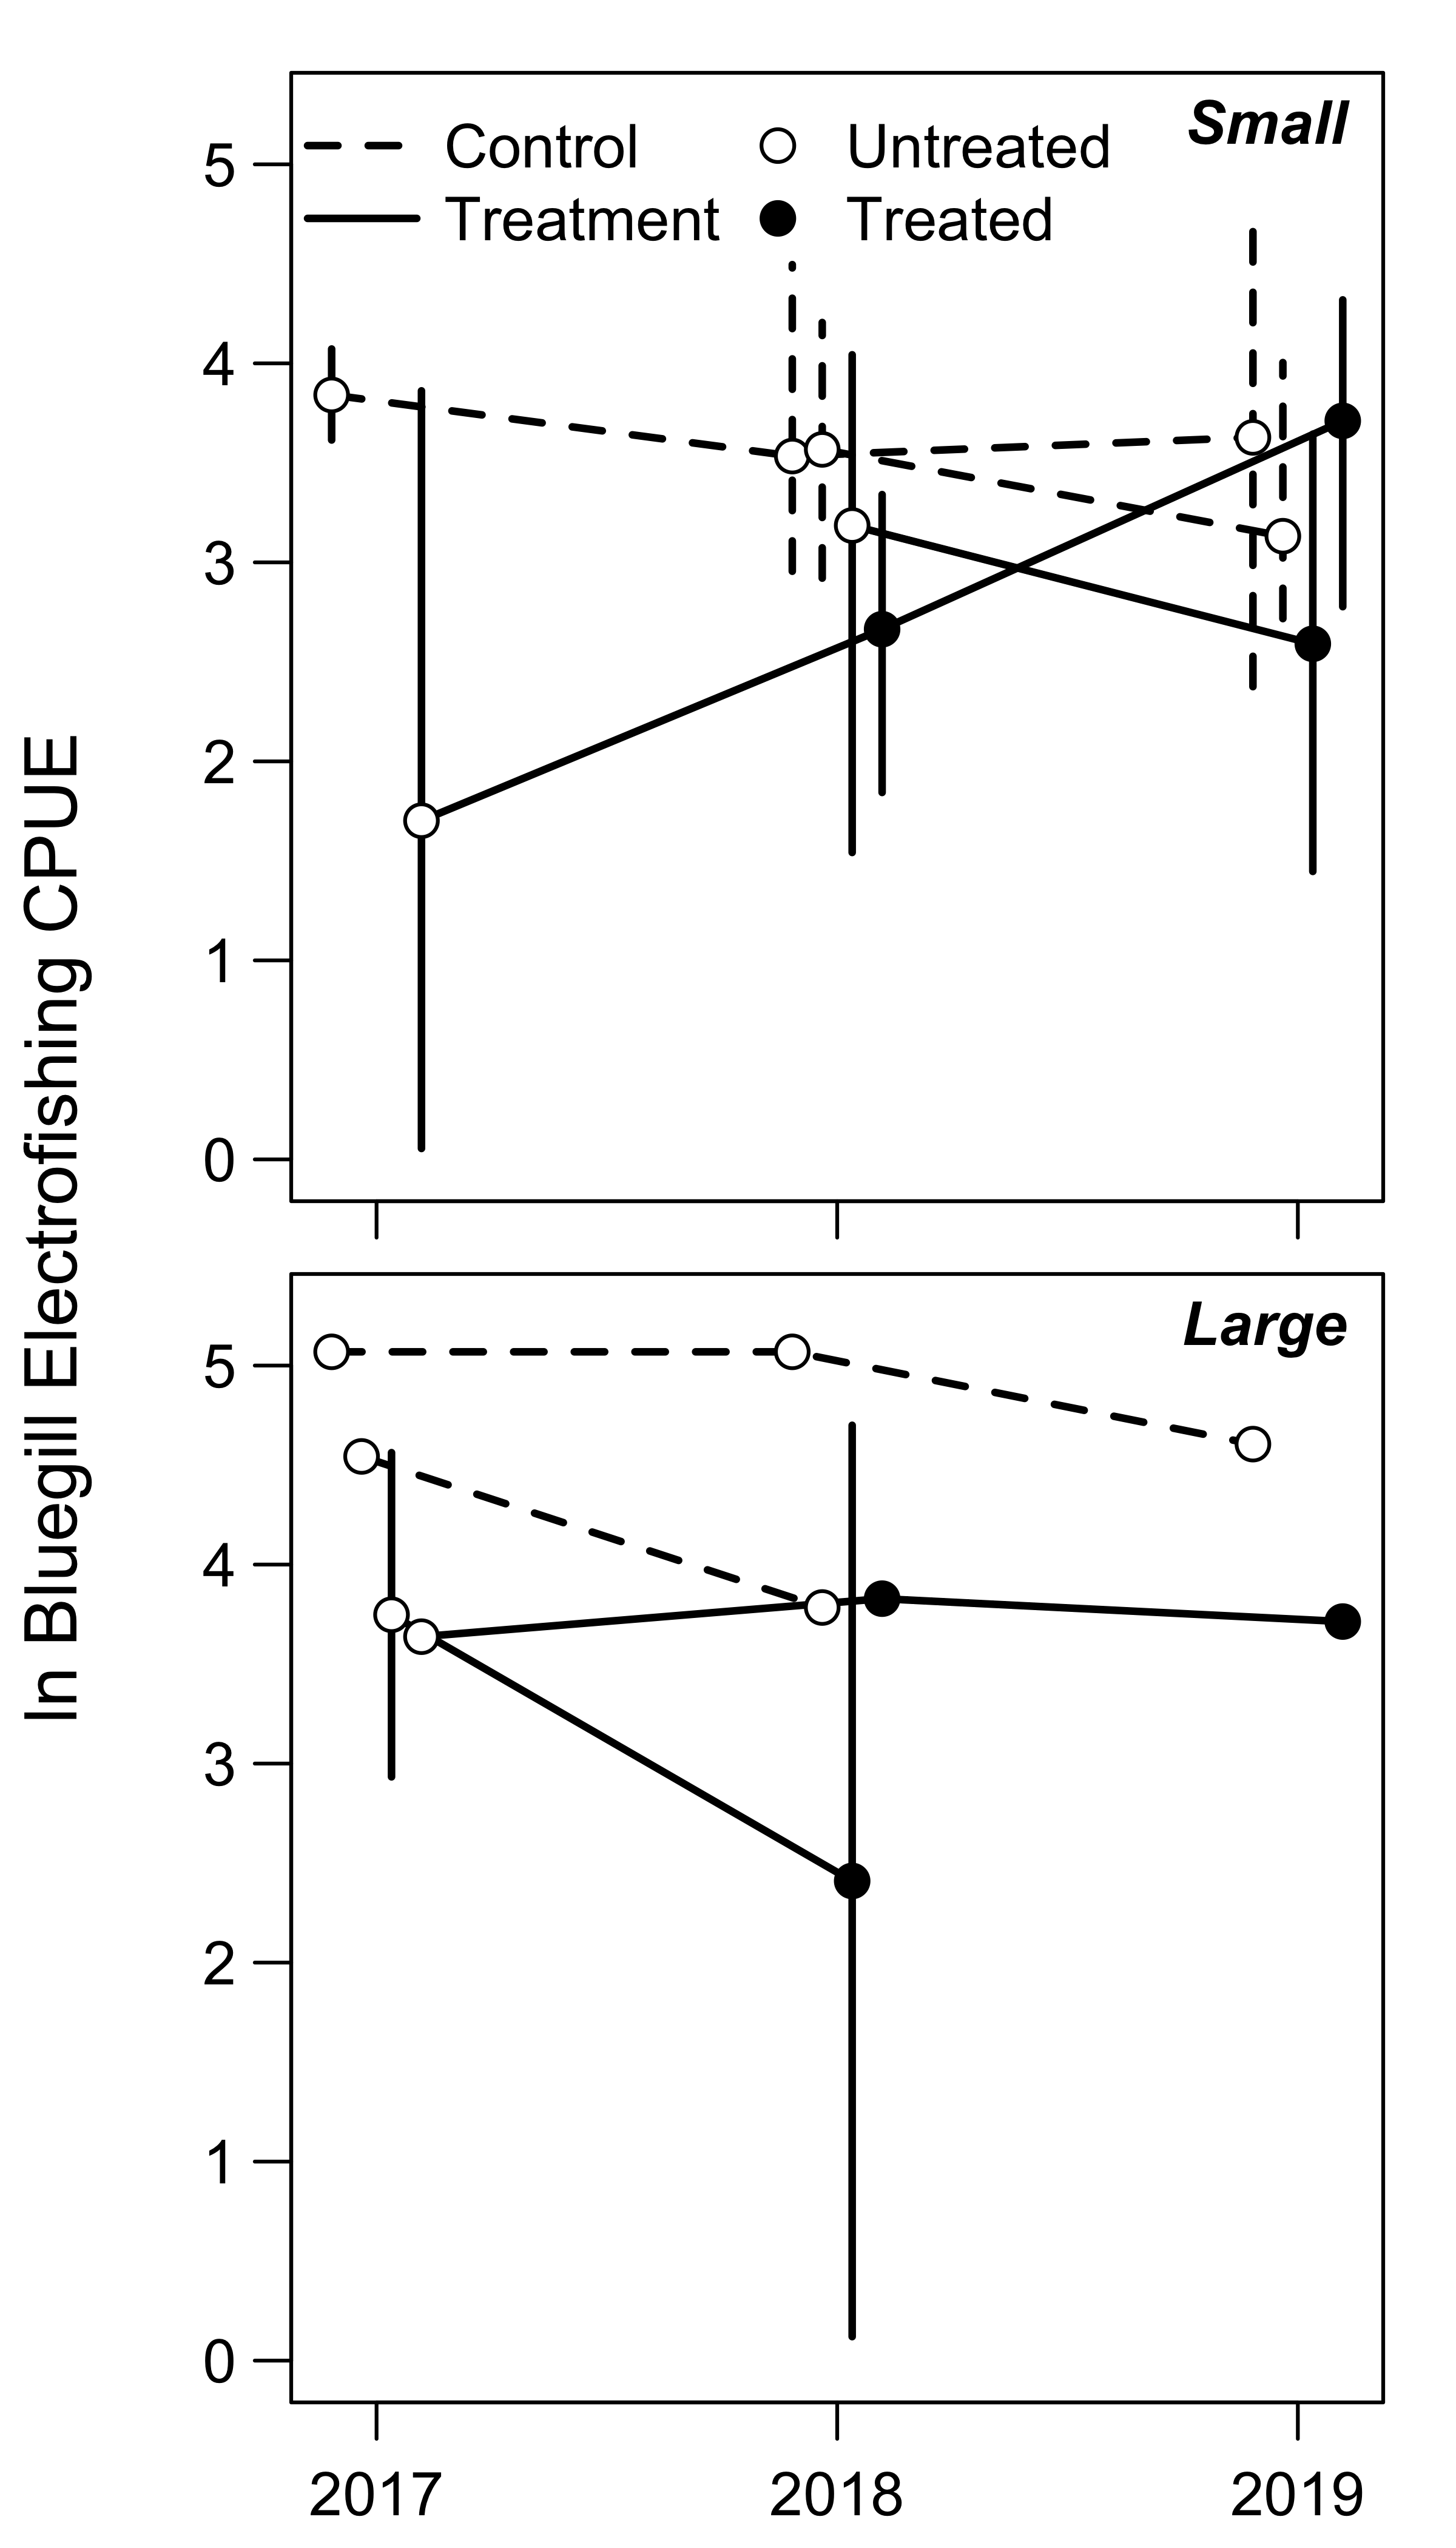 ln Bluegill Electrofishing CPUE
Small
Control
Untreated
Treatment
Treated
5
4
3
2
1
0
Large
5
4
3
2
1
0
2017
2018
2019